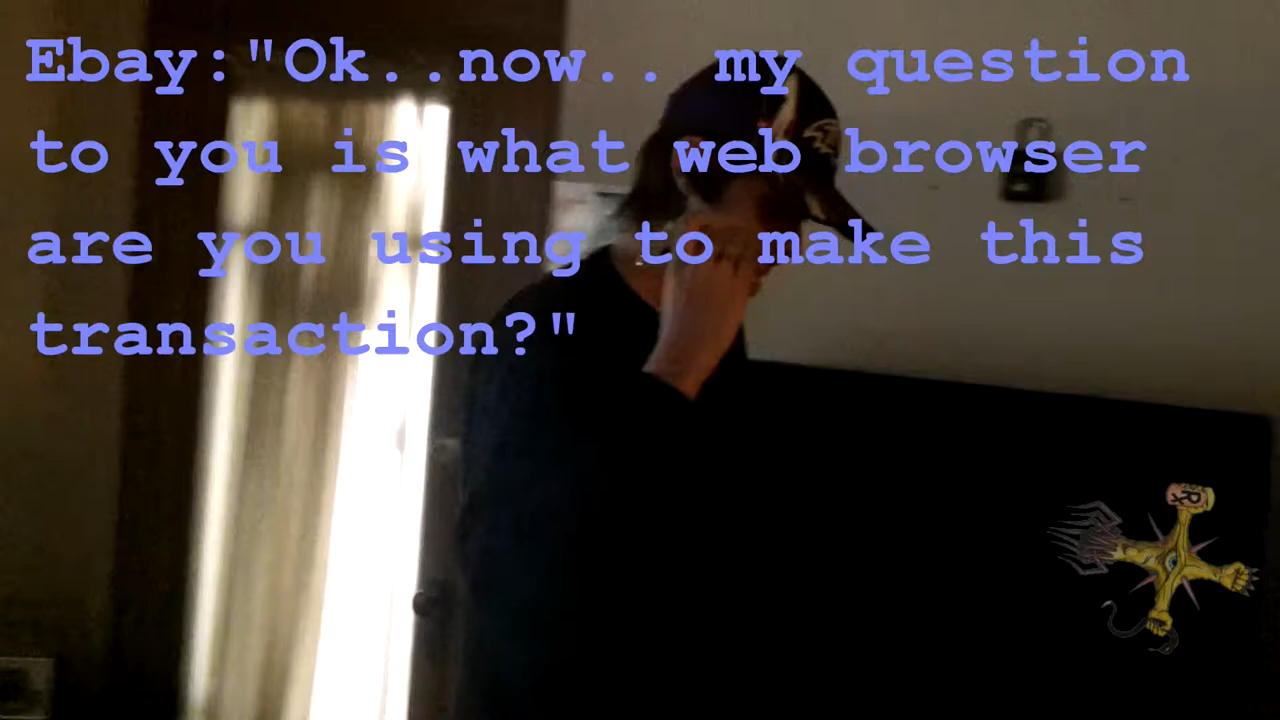 Ebay:"Ok..now.. my question
to you is what web browser
are you using to make this
transaction?"